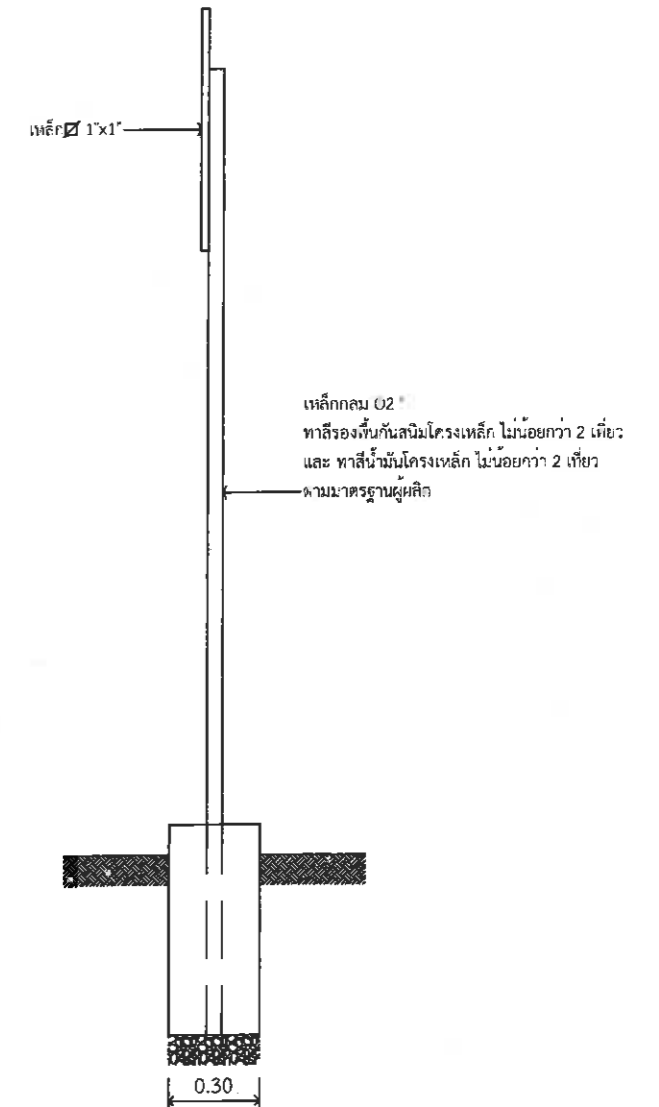 เหล็ก 1"x1"
เหล็กกลม Ο2"
ทาสีรองพื้นกันสนิมโครงเหล็ก ไม่น้อยกว่า 2 เที่ยว
และ ทาสีน้ำมันโครงเหล็ก ไม่น้อยกว่า 2 เที่ยว
ตามมาตรฐานผู้ผลิต
0.30